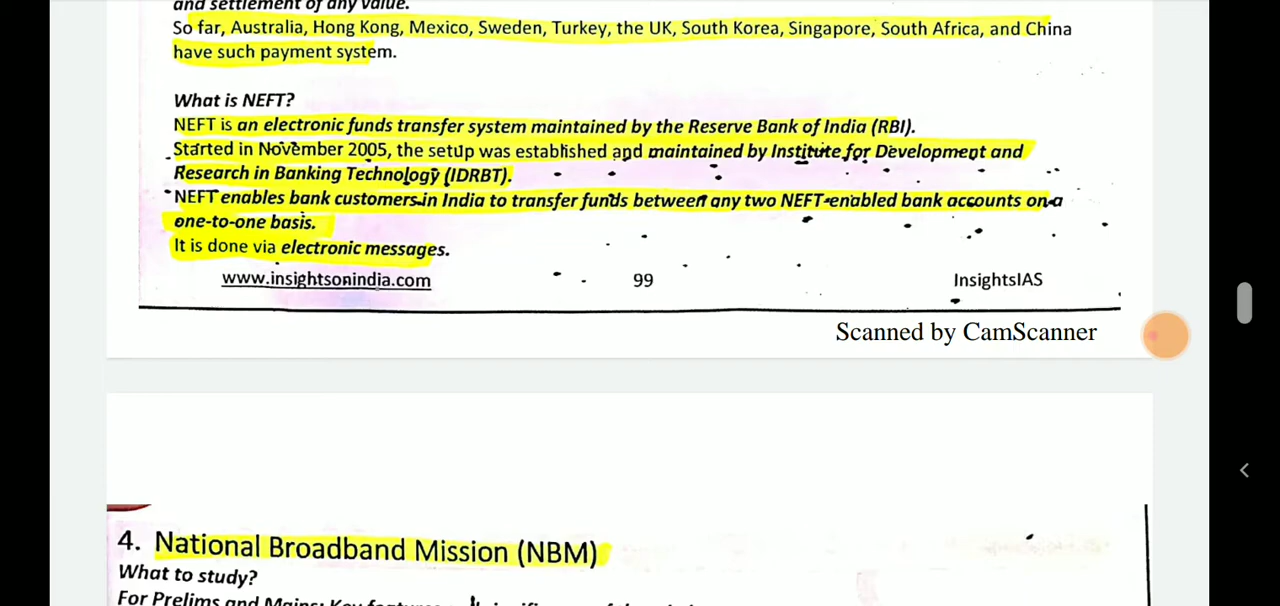 and settlement of any value.
So far, Australia, Hong Kong, Mexico, Sweden, Turkey, the UK, South Korea, Singapore, South Africa, and China
have such payment system.
What is NEFT?
NEFT is an electronic funds transfer system maintained by the Reserve Bank of India (RBI).
Started in November 2005, the setup was established and maintained by Institute for Development and
Research in Banking Technology (IDRBT).
NEFT enables bank customers in India to transfer funds between any two NEFT-enabled bank accounts on a
one-to-one basis.
It is done via electronic messages.
www.insightsonindia.com 99 InsightsIAS
Scanned by CamScanner
4. National Broadband Mission (NBM)
What to study?
For Prelims and Mains: Key